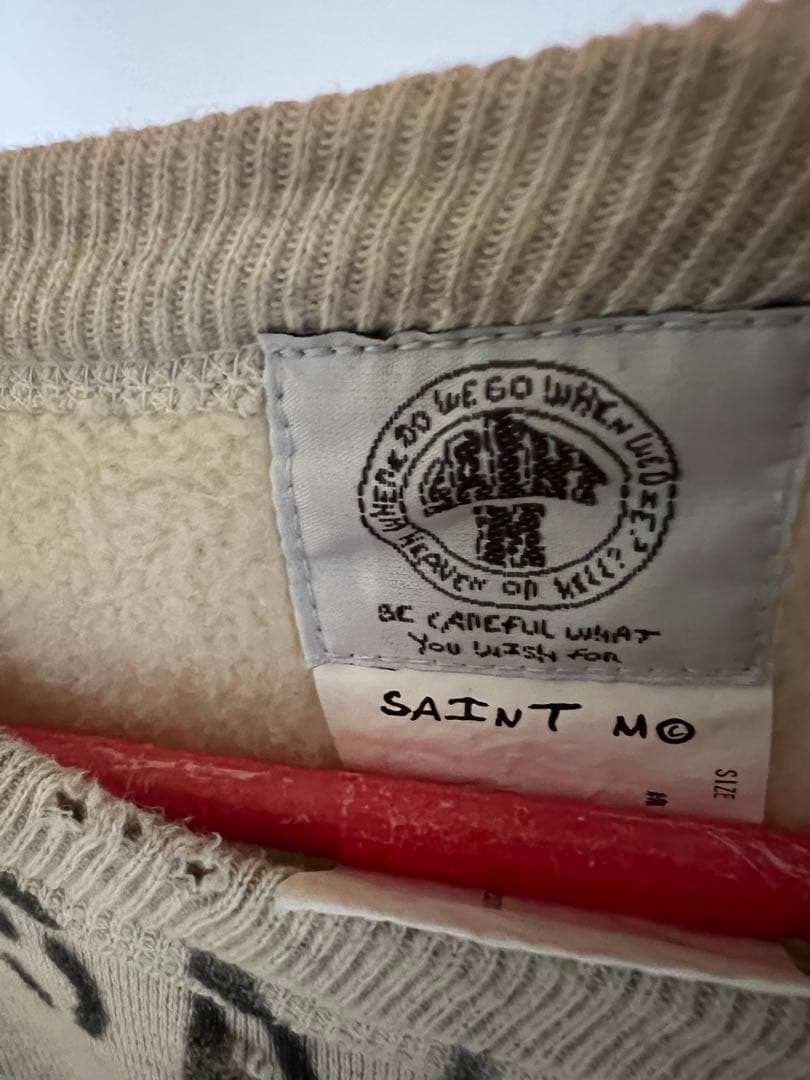 WHERE DO WE GO WHEN WE DIE?
HEAVEN OR HELL?
BE CAREFUL WHAT
YOU WISH FOR
SAINT M©
SIZE